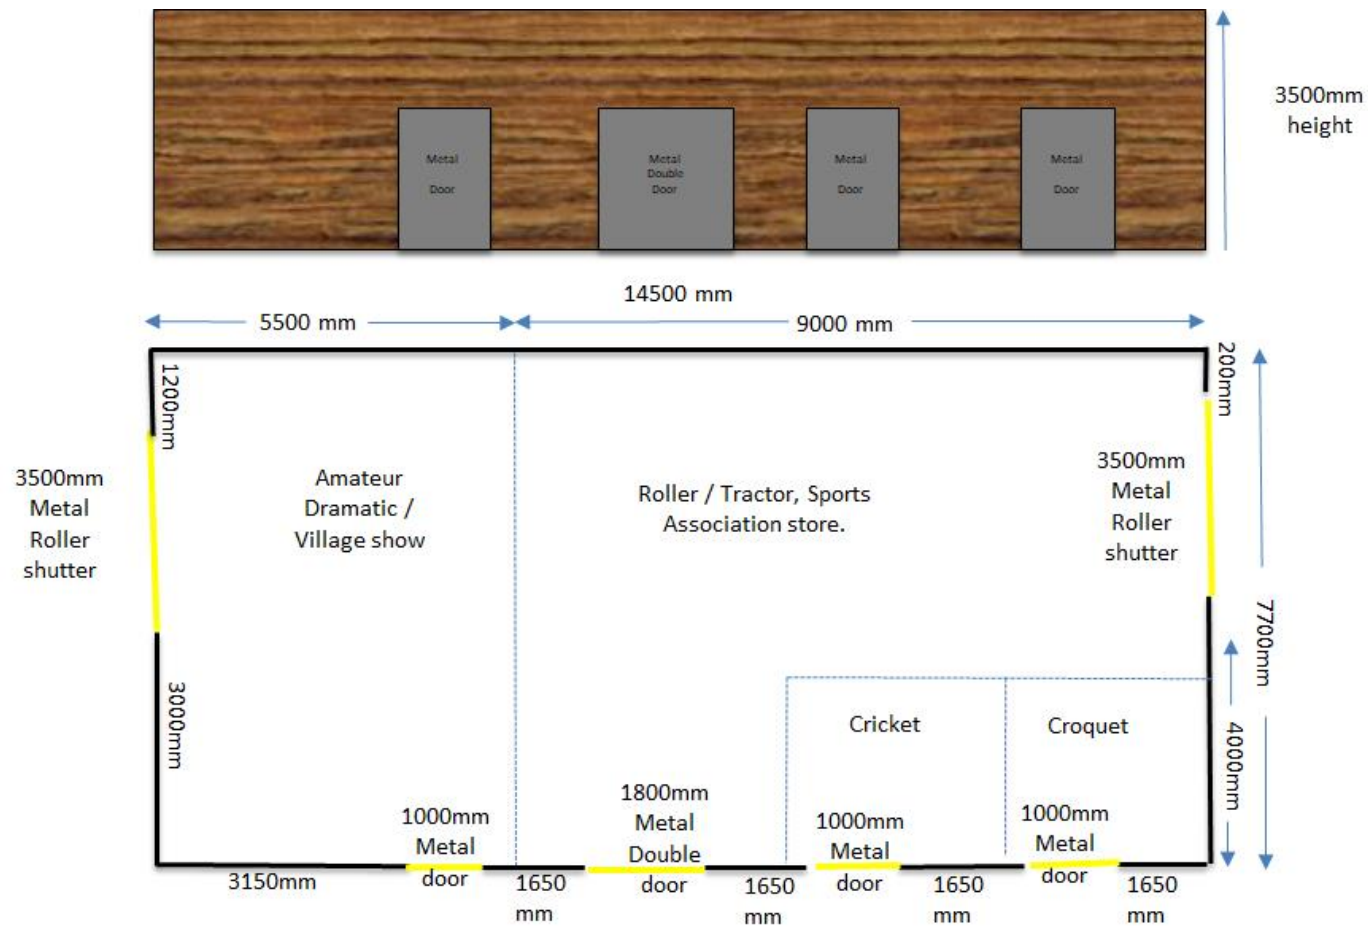 3500mm
height
Metal
Door
Metal
Double
Door
Metal
Door
Metal
Door
14500 mm
5500 mm
9000 mm
1200mm
200mm
3500mm
Metal
Roller
shutter
Amateur
Dramatic /
Village show
Roller / Tractor, Sports
Association store.
3500mm
Metal
Roller
shutter
7700mm
3000mm
Cricket
Croquet
4000mm
1000mm
Metal
door
1800mm
Metal
Double
door
1000mm
Metal
door
1000mm
Metal
door
3150mm
1650
mm
1650
mm
1650
mm
1650
mm